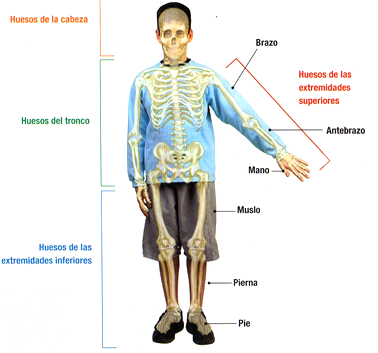 Huesos de la cabeza
Brazo
Huesos de las
extremidades
superiores
Huesos del tronco
Antebrazo
Mano
Muslo
Huesos de las
extremidades inferiores
Pierna
Pie